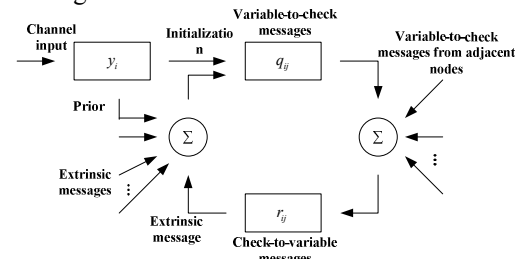 Channel
input
y_i
Initializatio
n
Variable-to-check
messages
q_ij
Variable-to-check
messages from adjacent
nodes
Prior
Σ
Σ
⋮
Extrinsic
messages
⋮
Extrinsic
message
r_ij
Check-to-variable
messages